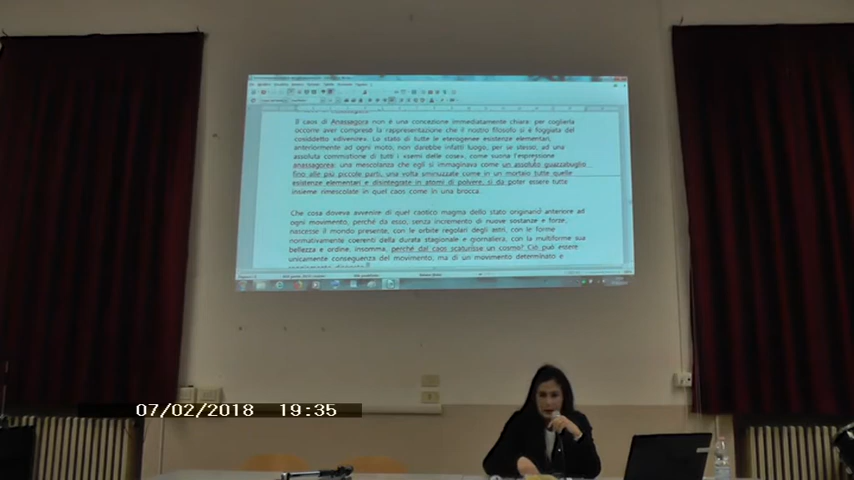 Il caos di Anassagora non è una concezione immediatamente chiara: per coglierla
occorre aver compreso la rappresentazione che il nostro filosofo si è foggiata del
cosiddetto «divenire». Lo stato di tutte le eterogenee esistenze elementari,
anteriormente ad ogni moto, non darebbe infatti luogo, per se stesso, ad una
assoluta commistione di tutti i «semi delle cose», come suona l'espressione
anassagorea: una mescolanza che egli si immaginava come un assoluto guazzabuglio
fino alle più piccole parti, una volta sminuzzate come in un mortaio tutte quelle
esistenze elementari e disintegrate in atomi di polvere, sì da poter essere tutte
insieme rimescolate in quel caos come in una brocca.
Che cosa doveva avvenire di quel caotico magma dello stato originario anteriore ad
ogni movimento, perché da esso, senza incremento di nuove sostanze e forze,
nascesse il mondo presente, con le orbite regolari degli astri, con le forme
normativamente coerenti della durata stagionale e giornaliera, con la multiforme sua
bellezza e ordine, insomma, perché dal caos scaturisse un cosmo? Ciò può essere
unicamente conseguenza del movimento, ma di un movimento determinato e
07/02/2018 19:35